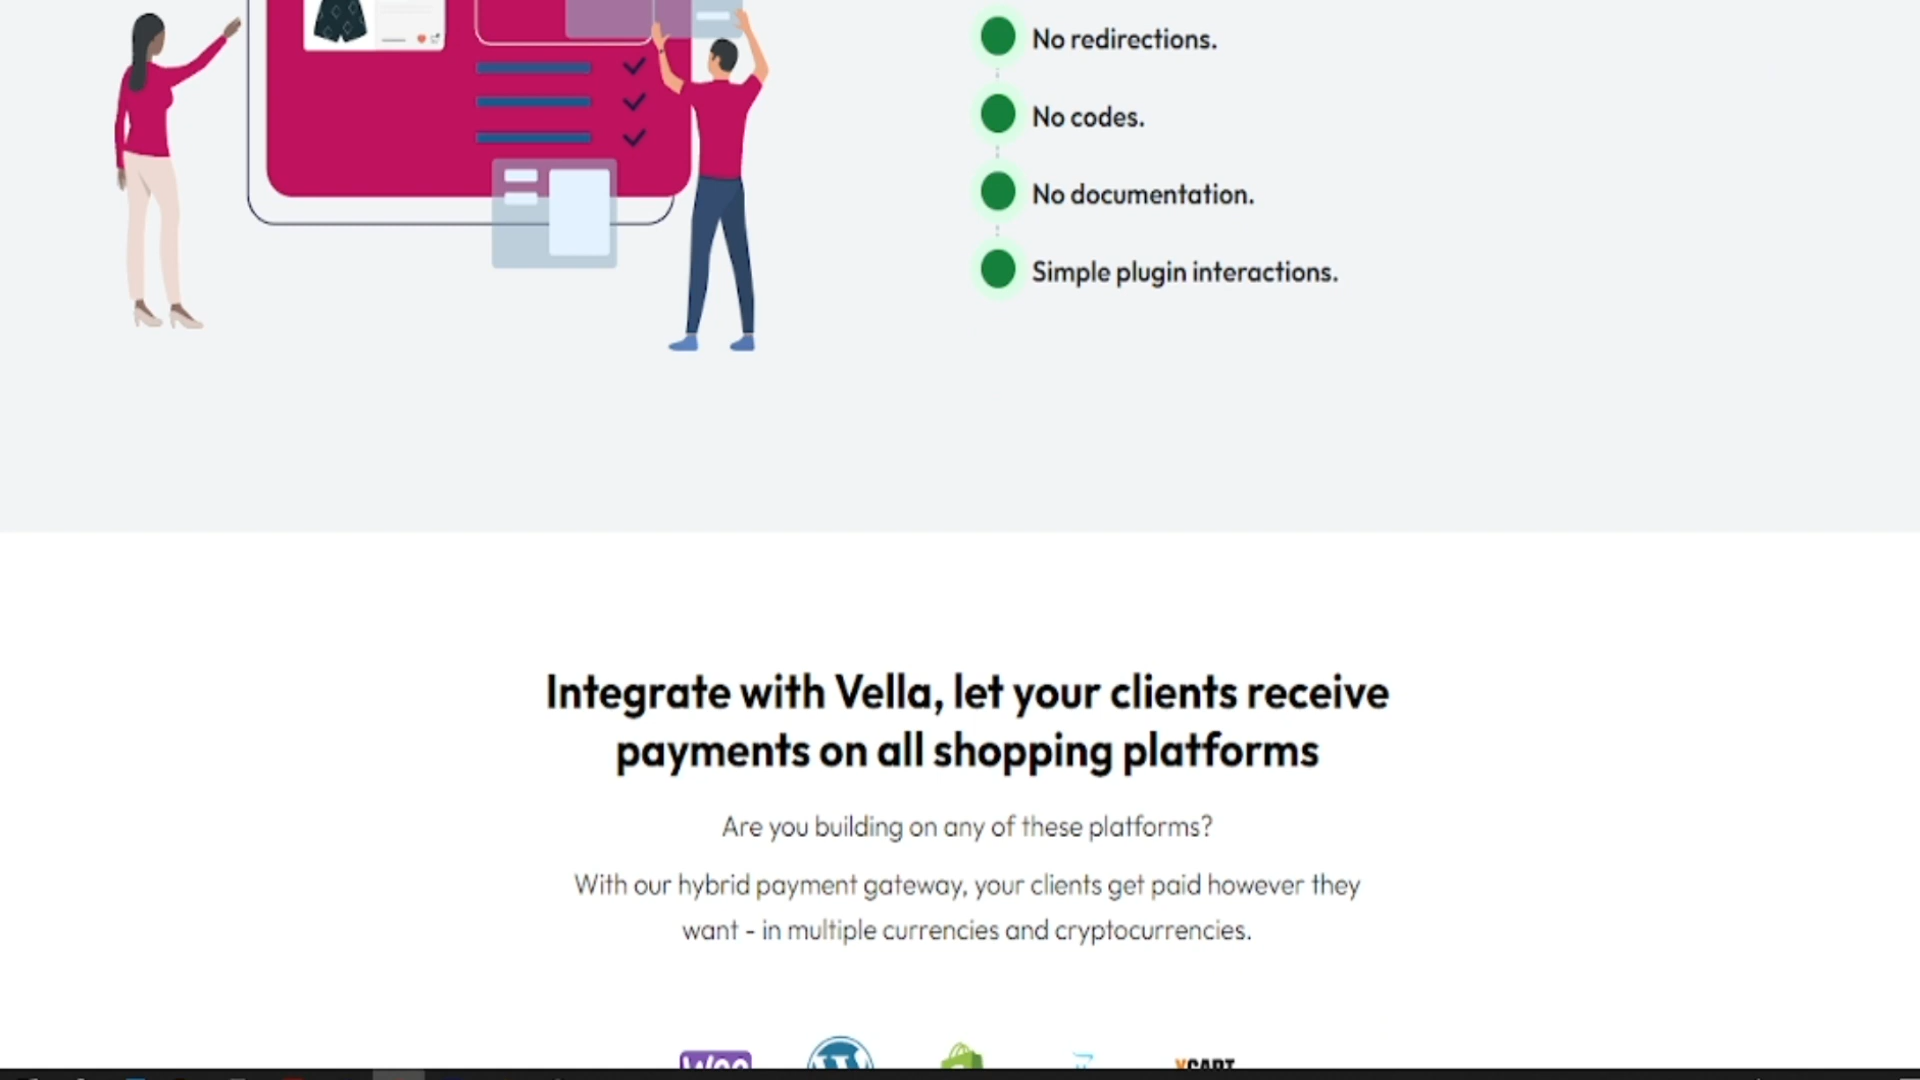 No redirections.
No codes.
No documentation.
Simple plugin interactions.
Integrate with Vella, let your clients receive
payments on all shopping platforms
Are you building on any of these platforms?
With our hybrid payment gateway, your clients get paid however they
want - in multiple currencies and cryptocurrencies.
Woo
XCART